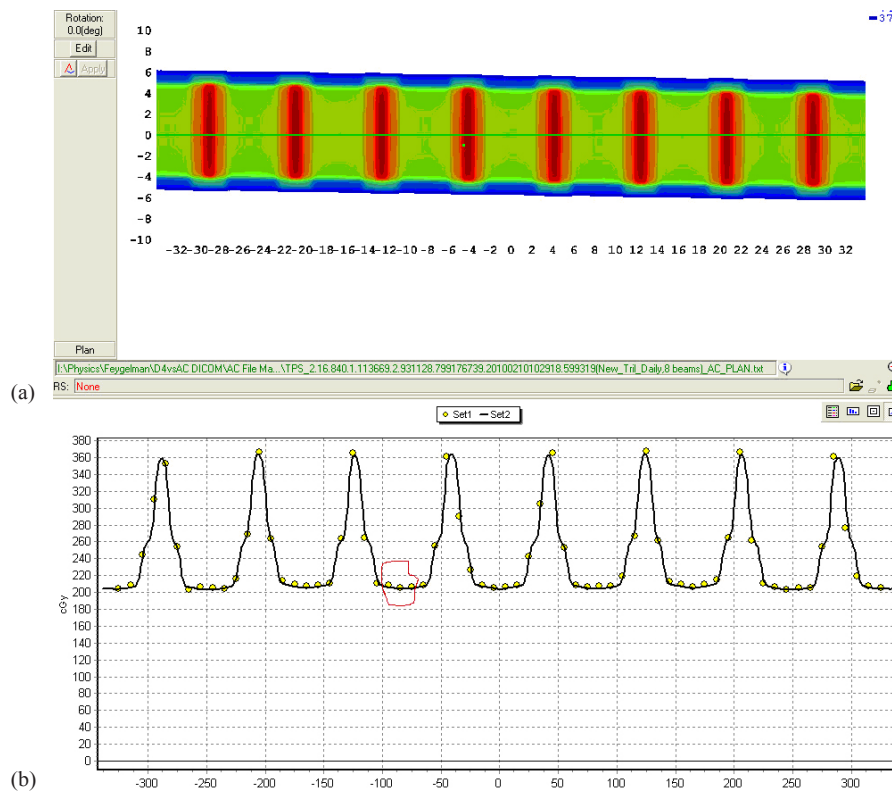 Rotation:
0.0(deg)
Edit
Apply
37
10
8
6
4
2
0
-2
-4
-6
-8
-10
-32-30-28 -24-22-20 -16-14-12-10 -8 -6 -4 -2 0 2 4 6 8 10 12 14 16 18 20 22 24 26 28 30 32
Plan
(a)
I:\Physics\Feygelman\D4vsAC DICOM\AC File Ma...\TPS_2.16.840.1.113669.2.931128.799176739.20100210102918.599319(New_Tril_Daily,8 beams)_AC_PLAN.txt
RS: None
Set1 Set2
380
360
340
320
300
280
260
240
220
200
180
160
140
120
100
80
60
40
20
0
cGy
-300 -250 -200 -150 -100 -50 0 50 100 150 200 250 300
(b)